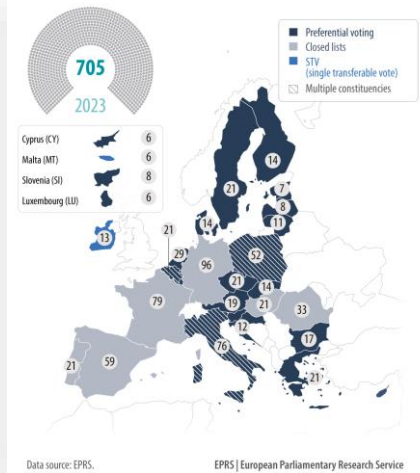 705
2023
Preferential voting
Closed lists
STV
(single transferable vote)
Multiple constituencies
Cyprus (CY) 6
Malta (MT) 6
Slovenia (SI) 8
Luxembourg (LU) 6
14
21
7
8
11
14
13
21
29
96
52
21
14
79
19
21
33
12
17
76
21
59
21
Data source: EPRS.
EPRS | European Parliamentary Research Service